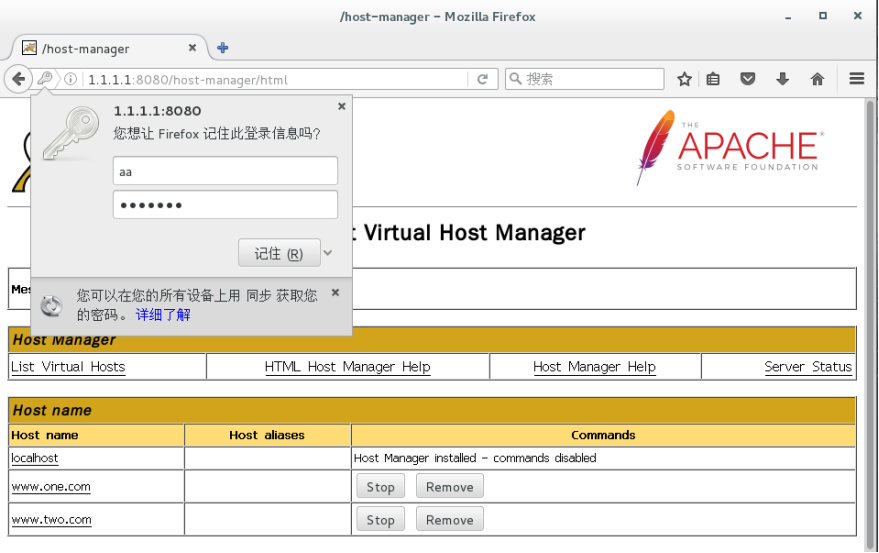 /host-manager - Mozilla Firefox
/host-manager
1.1.1.1:8080/host-manager/html
搜索
1.1.1.1:8080
您想让 Firefox 记住此登录信息吗?
aa
•••••••
记住 (R)
您可以在您的所有设备上用 同步 获取您
的密码。 详细了解
THE
APACHE
SOFTWARE FOUNDATION
Virtual Host Manager
Host Manager
List Virtual Hosts HTML Host Manager Help Host Manager Help Server Status
Host name
Host name Host aliases Commands
localhost Host Manager installed - commands disabled
www.one.com Stop Remove
www.two.com Stop Remove